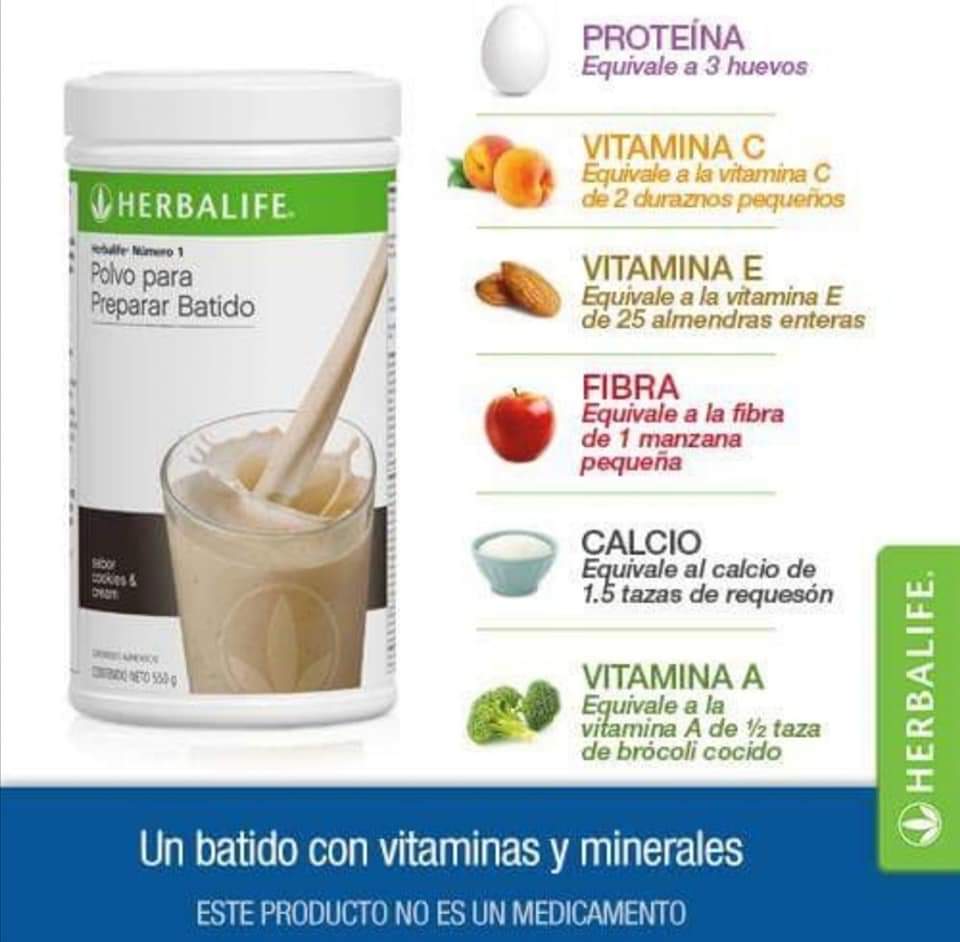 HERBALIFE®
Herbalife® Número 1
Polvo para
Preparar Batido
sabor
cookies &
cream
CONTENIDO NETO 550 g
PROTEÍNA
Equivale a 3 huevos
VITAMINA C
Equivale a la vitamina C
de 2 duraznos pequeños
VITAMINA E
Equivale a la vitamina E
de 25 almendras enteras
FIBRA
Equivale a la fibra
de 1 manzana
pequeña
CALCIO
Equivale al calcio de
1.5 tazas de requesón
VITAMINA A
Equivale a la
vitamina A de ½ taza
de brócoli cocido
HERBALIFE®
Un batido con vitaminas y minerales
ESTE PRODUCTO NO ES UN MEDICAMENTO